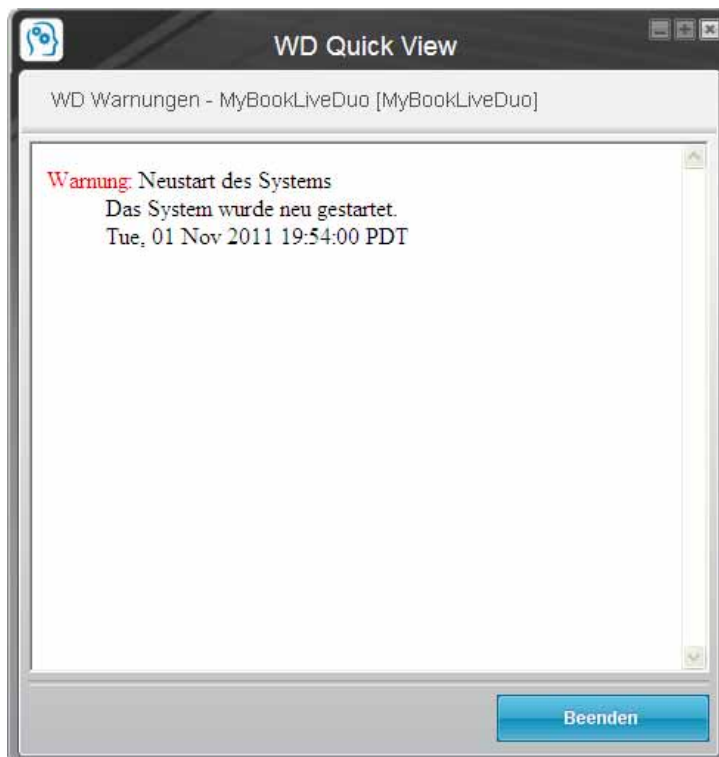 WD Quick View
WD Warnungen - MyBookLiveDuo [MyBookLiveDuo]
Warnung: Neustart des Systems
Das System wurde neu gestartet.
Tue, 01 Nov 2011 19:54:00 PDT
Beenden